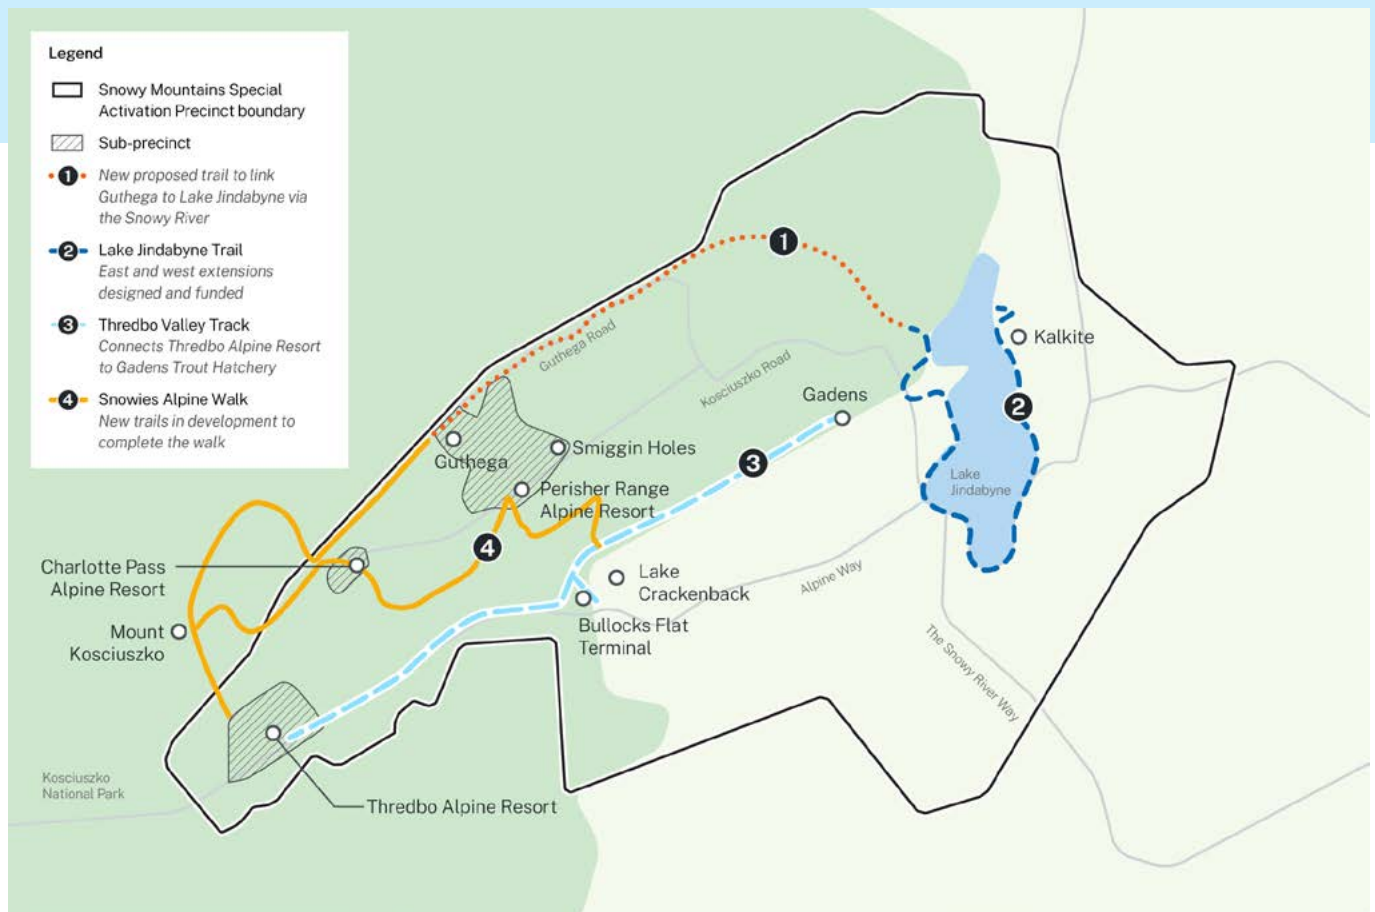 Legend
Snowy Mountains Special
Activation Precinct boundary
Sub-precinct
1
New proposed trail to link
Guthega to Lake Jindabyne via
the Snowy River
2
Lake Jindabyne Trail
East and west extensions
designed and funded
3
Thredbo Valley Track
Connects Thredbo Alpine Resort
to Gadens Trout Hatchery
4
Snowies Alpine Walk
New trails in development to
complete the walk
1
Guthega Road
Kosciuszko Road
Kalkite
Gadens
2
Guthega
Smiggin Holes
3
Lake
Jindabyne
Perisher Range
Alpine Resort
4
Charlotte Pass
Alpine Resort
Lake
Crackenback
Alpine Way
Mount
Kosciuszko
Bullocks Flat
Terminal
The Snowy River Way
Kosciuszko
National Park
Thredbo Alpine Resort